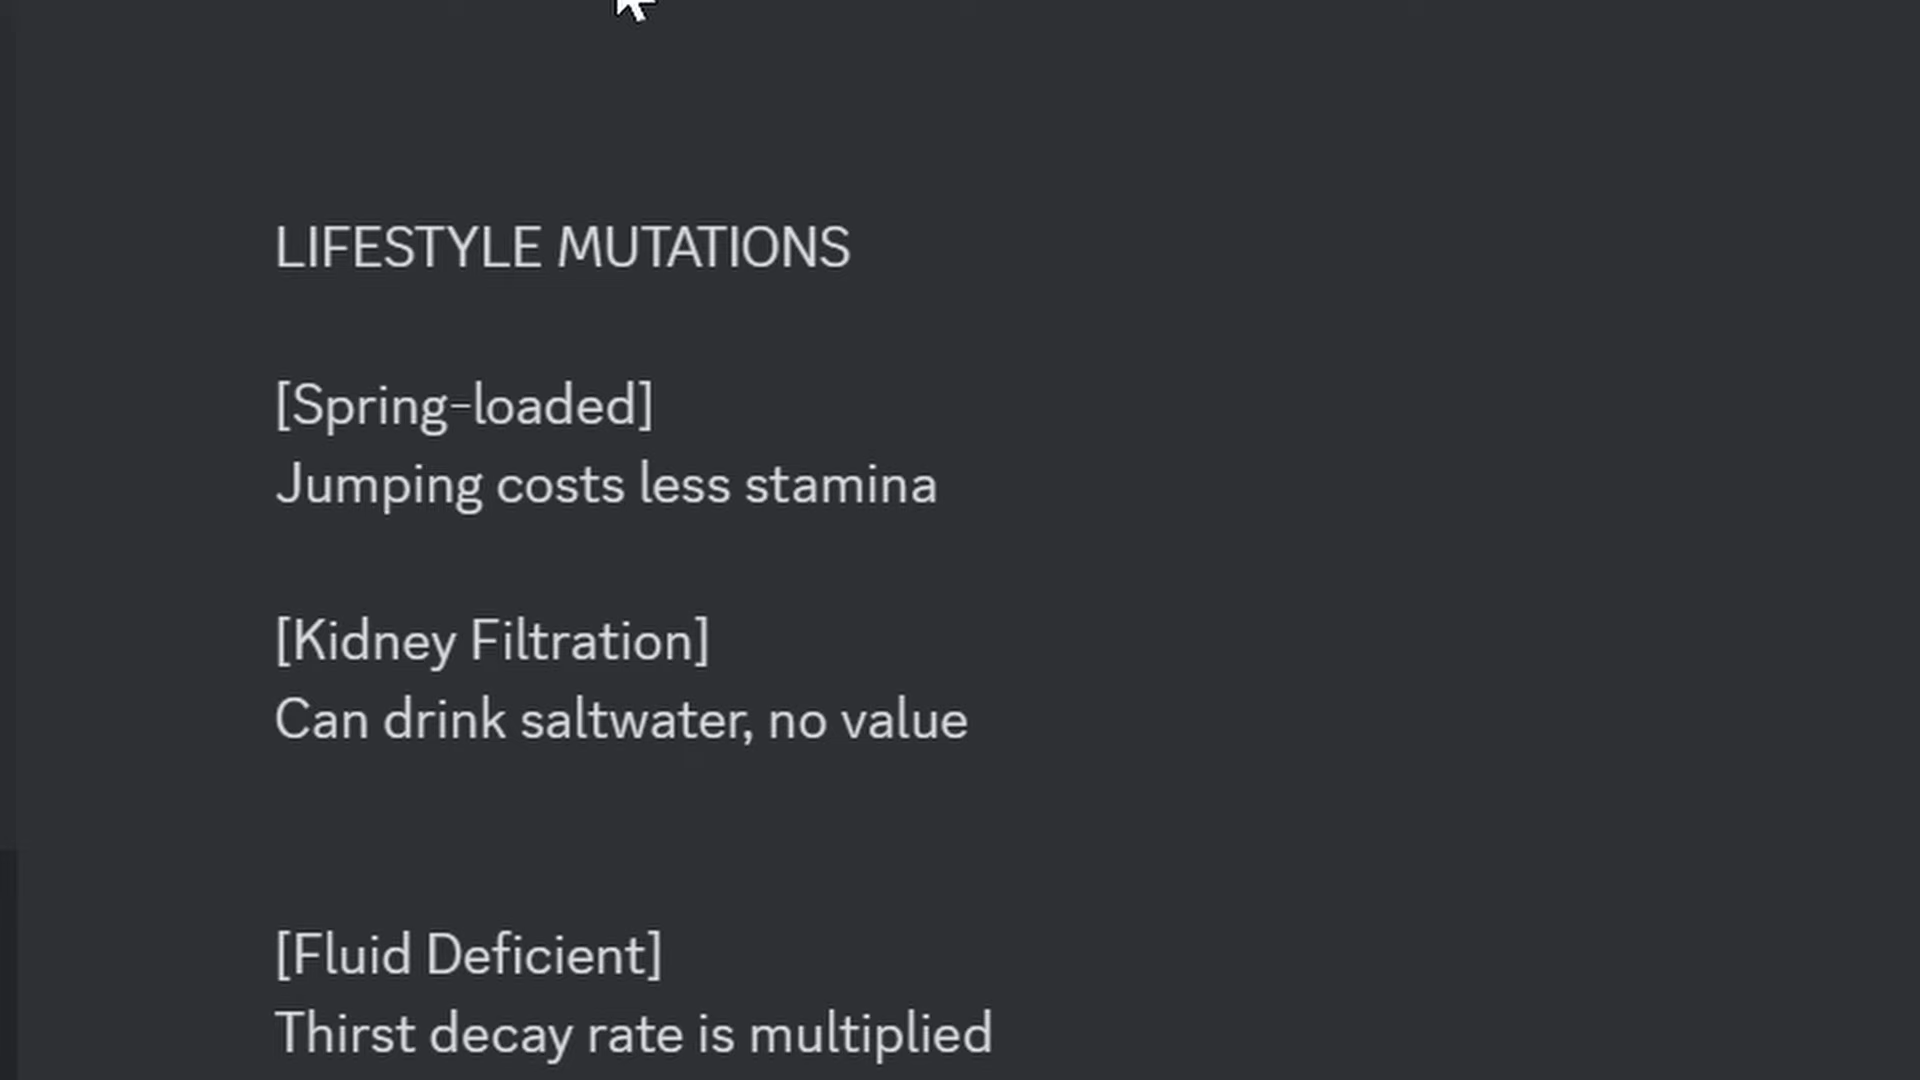 LIFESTYLE MUTATIONS
[Spring-loaded]
Jumping costs less stamina
[Kidney Filtration]
Can drink saltwater, no value
[Fluid Deficient]
Thirst decay rate is multiplied